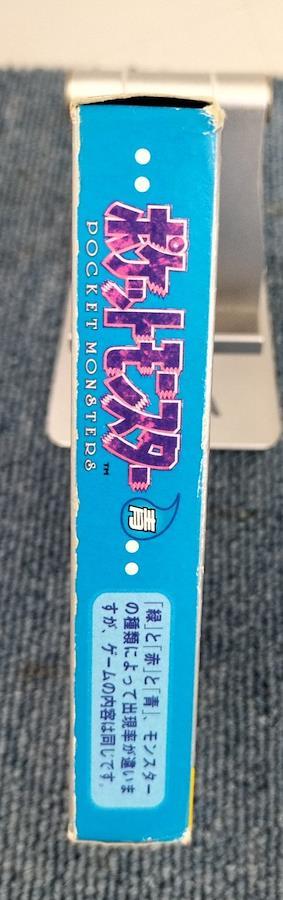 ポケットモンスター
POCKET MONSTERS™
青
「緑」と「赤」と「青」、モンスター
の種類によって出現率が違いま
すが、ゲームの内容は同じです。